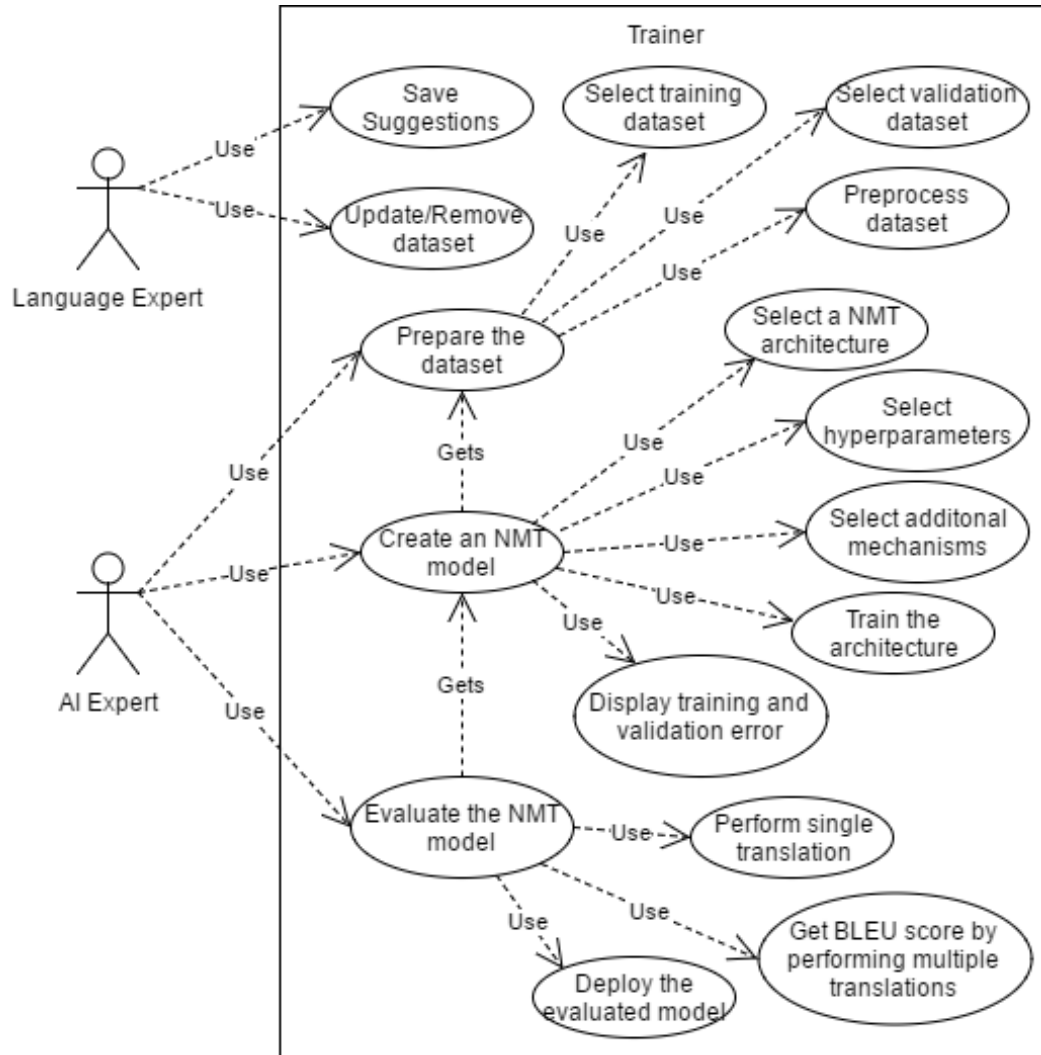 Trainer
Save
Suggestions
Select training
dataset
Select validation
dataset
Use
Language Expert
Use
Update/Remove
dataset
Preprocess
dataset
Use
Use
Use
Prepare the
dataset
Select a NMT
architecture
Select
hyperparameters
Use
Gets
Use
Use
Create an NMT
model
Use
Use
Select additonal
mechanisms
AI Expert
Use
Use
Train the
architecture
Gets
Use
Display training and
validation error
Evaluate the NMT
model
Use
Perform single
translation
Use
Use
Get BLEU score by
performing multiple
translations
Deploy the
evaluated model